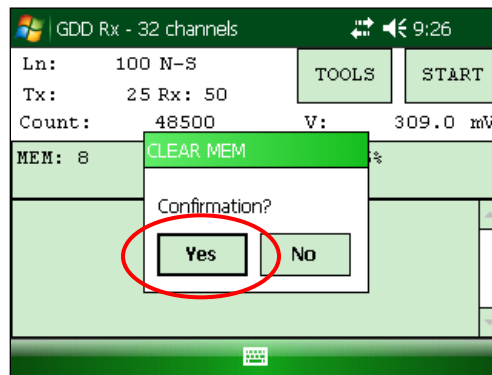 GDD Rx - 32 channels 9:26
Ln: 100 N-S
TOOLS START
Tx: 25 Rx: 50
Count: 48500 V: 309.0 mV
MEM: 8 %
CLEAR MEM
Confirmation?
Yes No